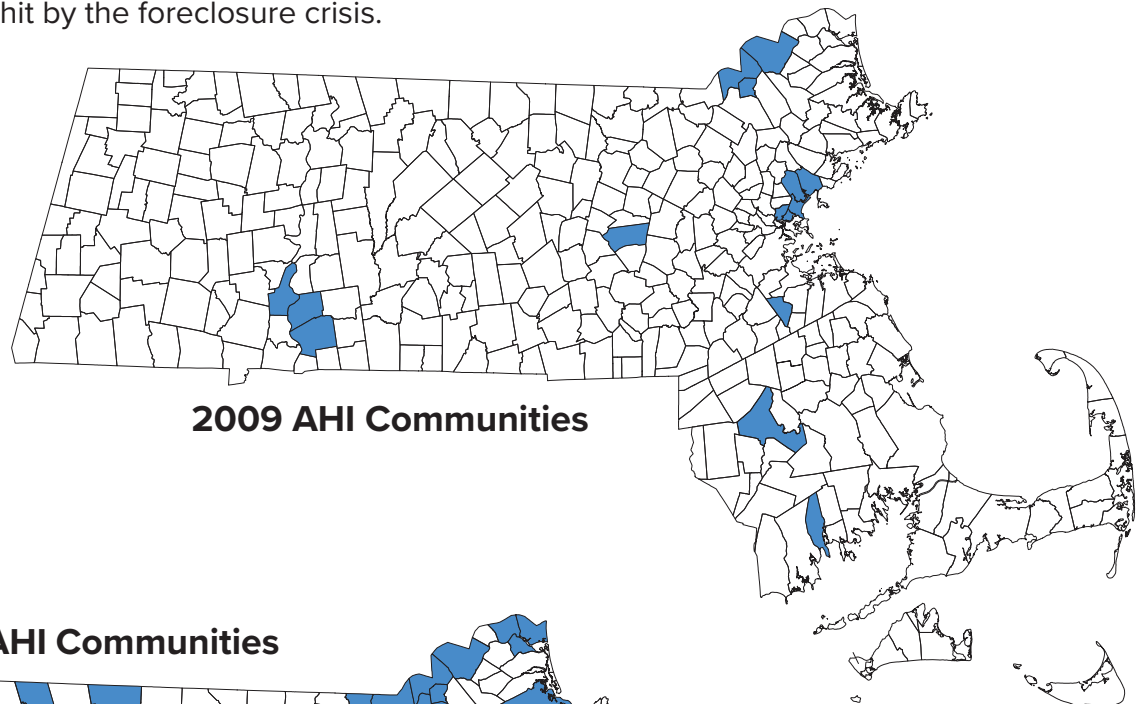 hit by the foreclosure crisis.
2009 AHI Communities
AHI Communities